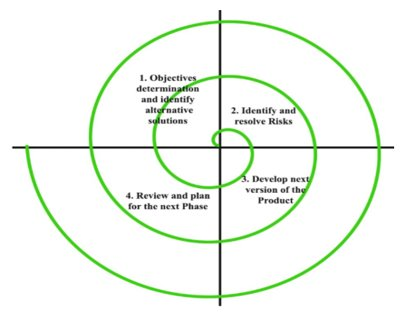 1. Objectives
determination
and identify
alternative
solutions
2. Identify and
resolve Risks
3. Develop next
version of the
Product
4. Review and plan
for the next Phase